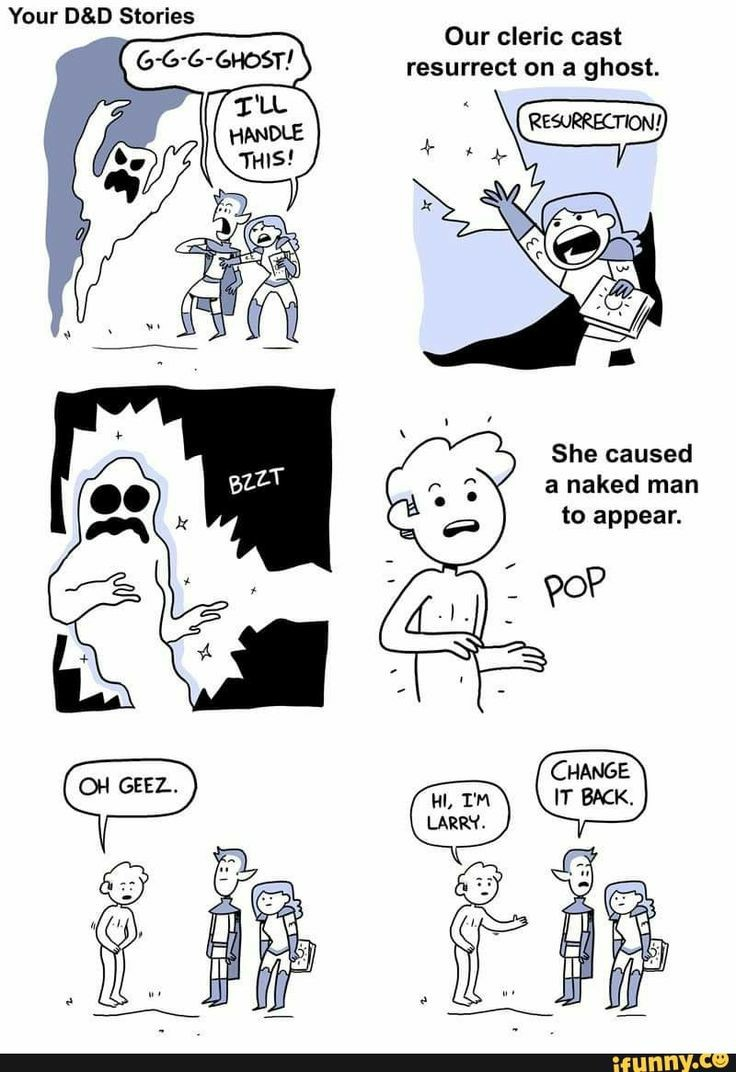 Your D&D Stories
G-G-G-GHOST!
I'LL
HANDLE
THIS!
Our cleric cast
resurrect on a ghost.
RESURRECTION!
BZZT
She caused
a naked man
to appear.
POP
OH GEEZ.
HI, I'M
LARRY.
CHANGE
IT BACK.
ifunny.co